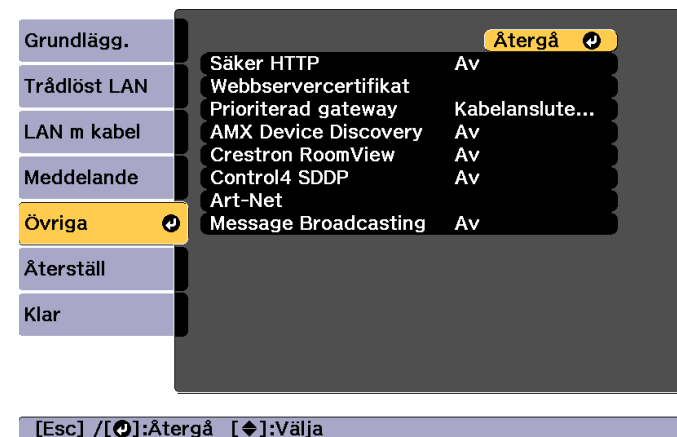 Grundlägg.
Trådlöst LAN
LAN m kabel
Meddelande
Övriga
Återställ
Klar
Återgå
Säker HTTP Av
Webbservercertifikat
Prioriterad gateway Kabelanslute...
AMX Device Discovery Av
Crestron RoomView Av
Control4 SDDP Av
Art-Net
Message Broadcasting Av
[Esc] /[⏎]:Återgå [◆]:Välja